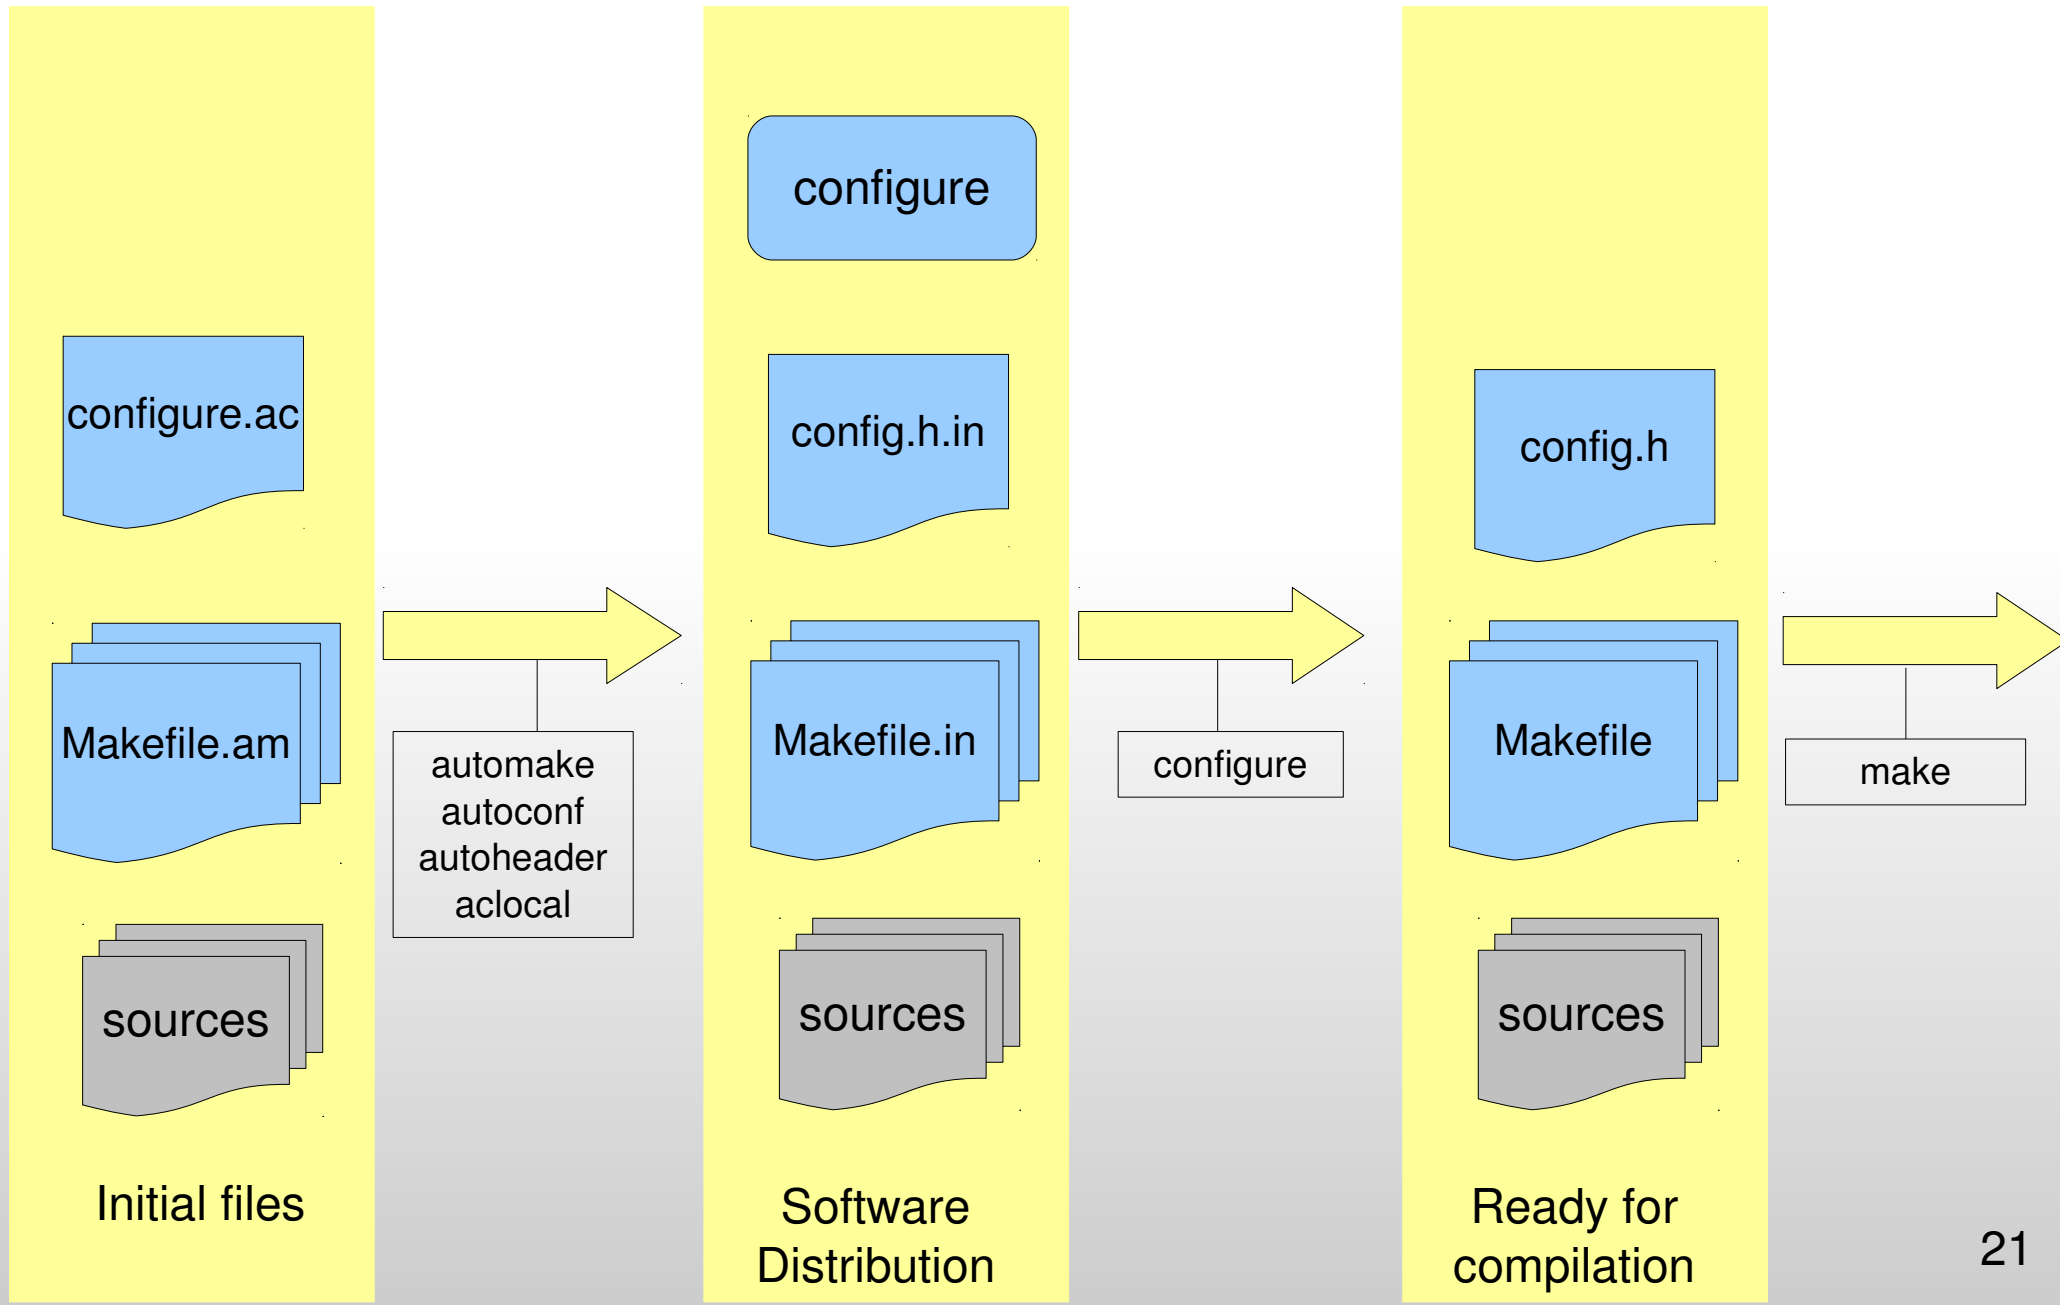 configure.ac
Makefile.am
sources
Initial files
automake
autoconf
autoheader
aclocal
configure
config.h.in
Makefile.in
sources
Software
Distribution
configure
config.h
Makefile
sources
Ready for
compilation
make
21